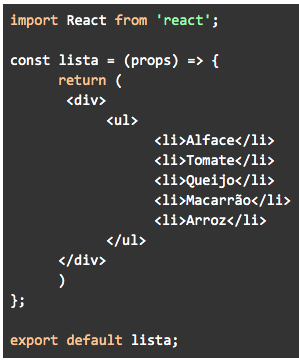 import React from 'react';
const lista = (props) => {
return (
<div>
<ul>
<li>Alface</li>
<li>Tomate</li>
<li>Queijo</li>
<li>Macarrão</li>
<li>Arroz</li>
</ul>
</div>
)
};
export default lista;